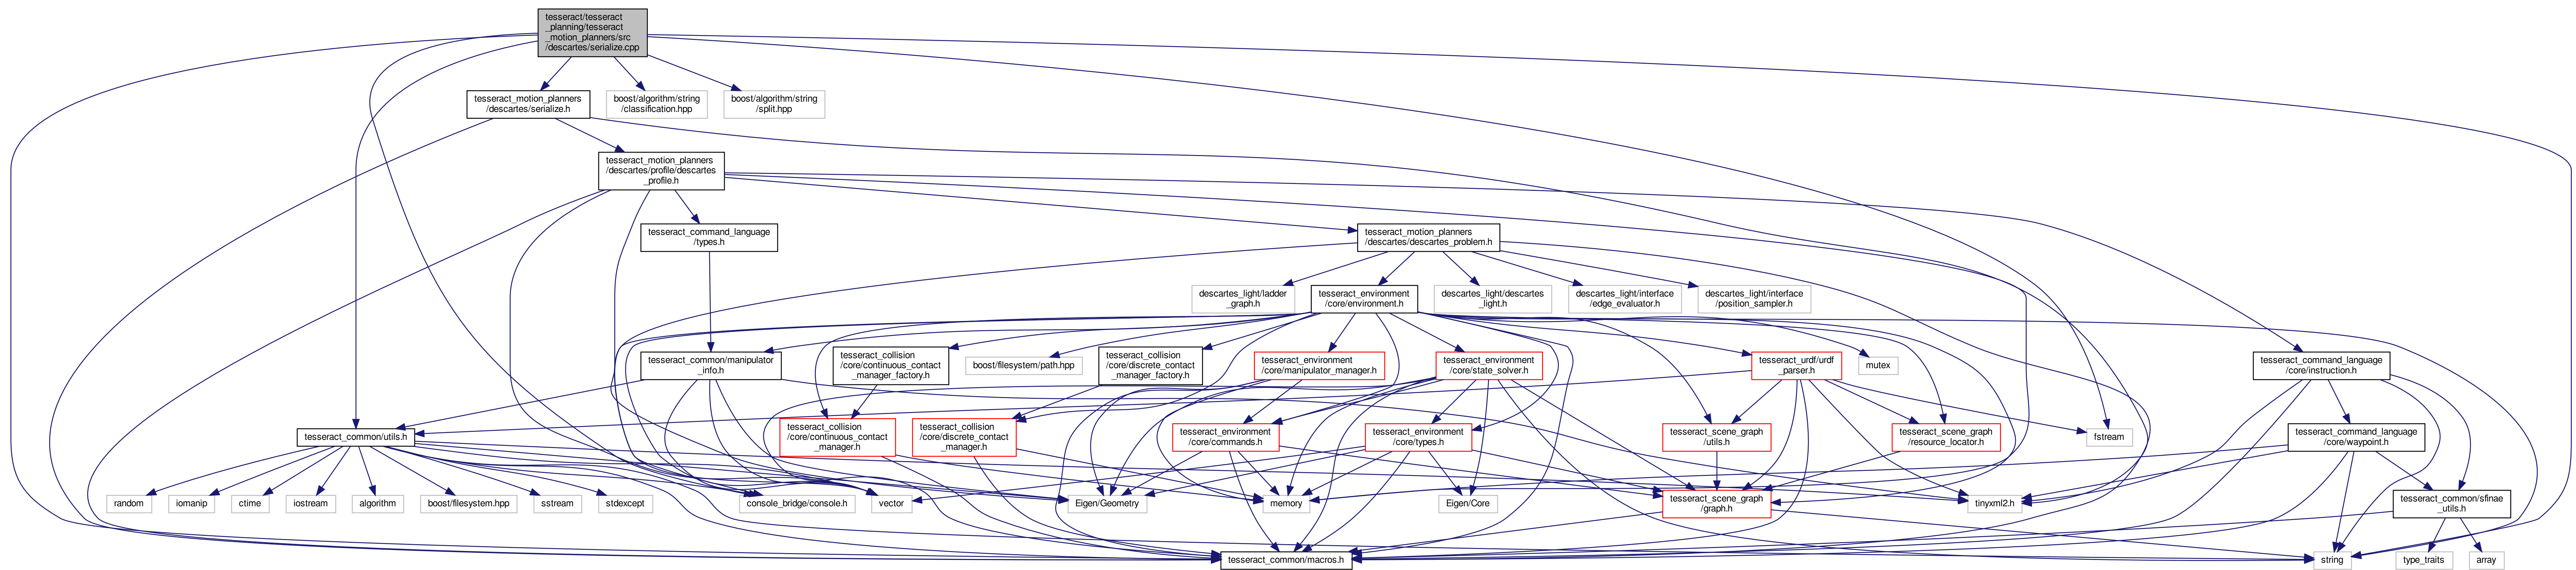 tesseract/tesseract
_planning/tesseract
_motion_planners/src
/descartes/serialize.cpp
tesseract_motion_planners
/descartes/serialize.h
boost/algorithm/string
/classification.hpp
boost/algorithm/string
/split.hpp
tesseract_motion_planners
/descartes/profile/descartes
_profile.h
tesseract_command_language
/types.h
tesseract_motion_planners
/descartes/descartes_problem.h
descartes_light/ladder
_graph.h
tesseract_environment
/core/environment.h
descartes_light/descartes
_light.h
descartes_light/interface
/edge_evaluator.h
descartes_light/interface
/position_sampler.h
tesseract_common/manipulator
_info.h
tesseract_collision
/core/continuous_contact
_manager_factory.h
boost/filesystem/path.hpp
tesseract_collision
/core/discrete_contact
_manager_factory.h
tesseract_environment
/core/manipulator_manager.h
tesseract_environment
/core/state_solver.h
tesseract_urdf/urdf
_parser.h
mutex
tesseract_command_language
/core/instruction.h
tesseract_common/utils.h
tesseract_collision
/core/continuous_contact
_manager.h
tesseract_collision
/core/discrete_contact
_manager.h
tesseract_environment
/core/commands.h
tesseract_environment
/core/types.h
tesseract_scene_graph
/utils.h
tesseract_scene_graph
/resource_locator.h
fstream
tesseract_command_language
/core/waypoint.h
random
iomanip
ctime
iostream
algorithm
boost/filesystem.hpp
sstream
stdexcept
console_bridge/console.h
vector
Eigen/Geometry
memory
Eigen/Core
tesseract_scene_graph
/graph.h
tinyxml2.h
tesseract_common/sfinae
_utils.h
tesseract_common/macros.h
string
type_traits
array